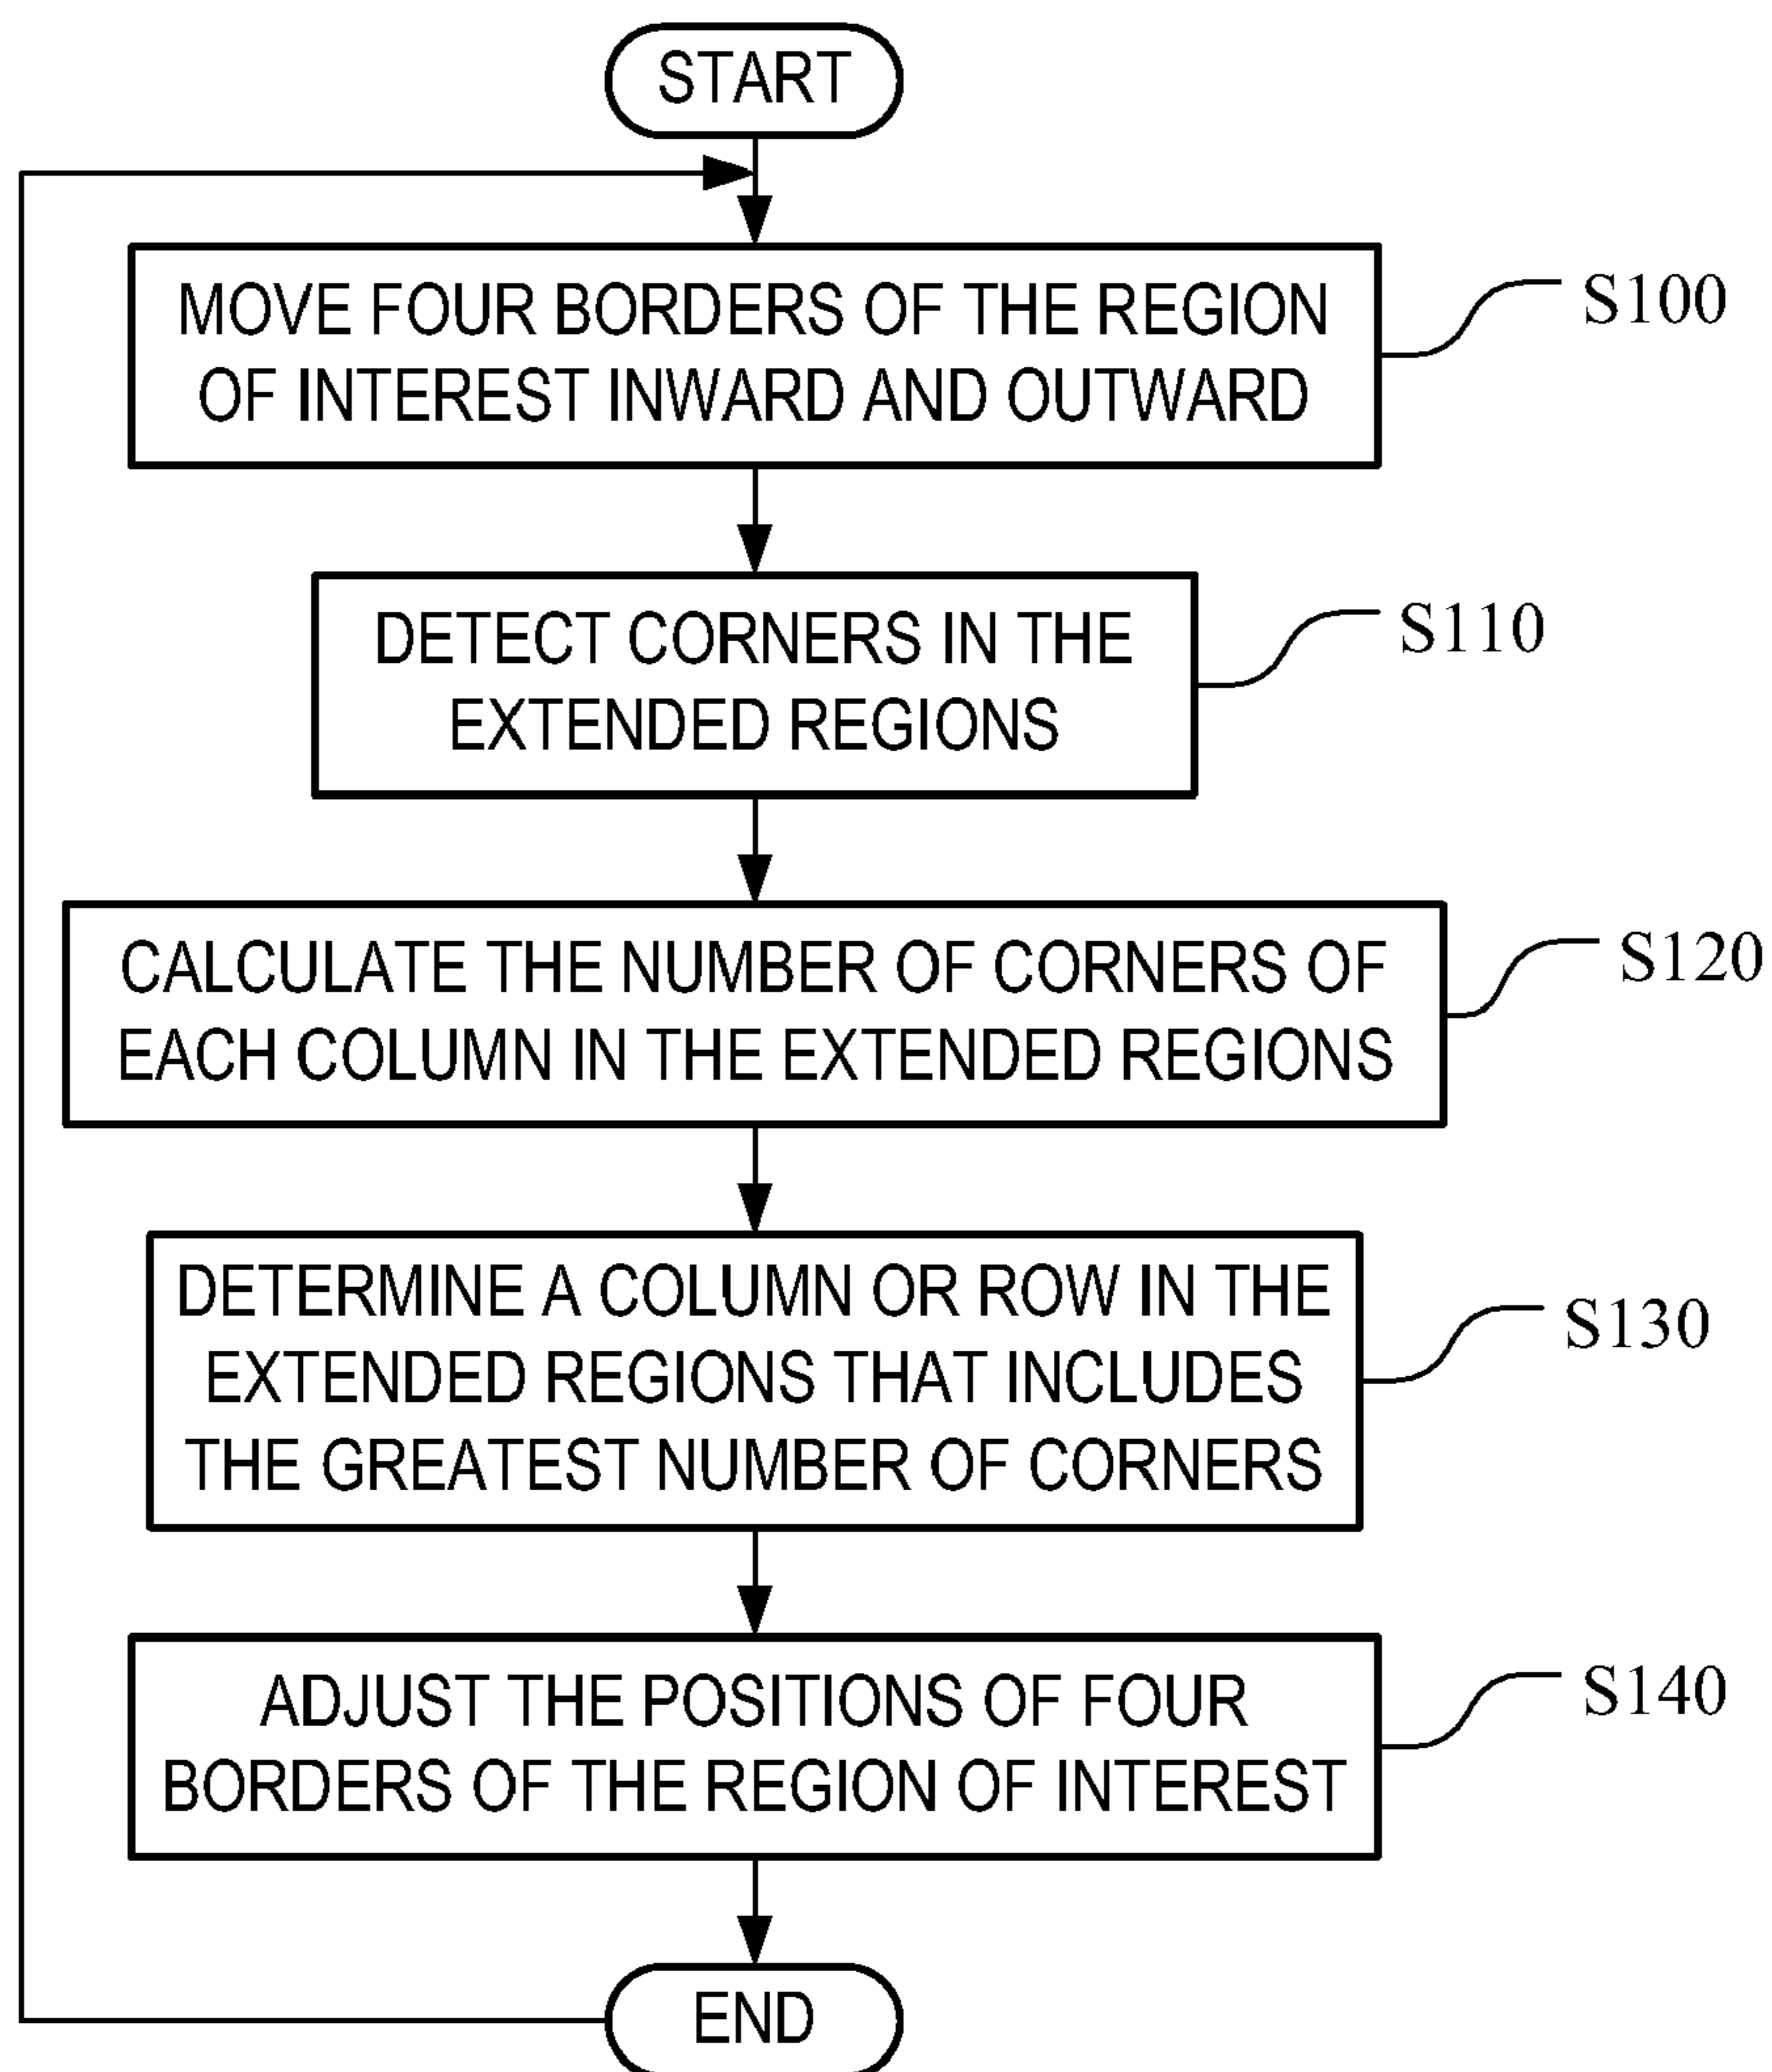 START
MOVE FOUR BORDERS OF THE REGION
OF INTEREST INWARD AND OUTWARD
S100
DETECT CORNERS IN THE
EXTENDED REGIONS
S110
CALCULATE THE NUMBER OF CORNERS OF
EACH COLUMN IN THE EXTENDED REGIONS
S120
DETERMINE A COLUMN OR ROW IN THE
EXTENDED REGIONS THAT INCLUDES
THE GREATEST NUMBER OF CORNERS
S130
ADJUST THE POSITIONS OF FOUR
BORDERS OF THE REGION OF INTEREST
S140
END